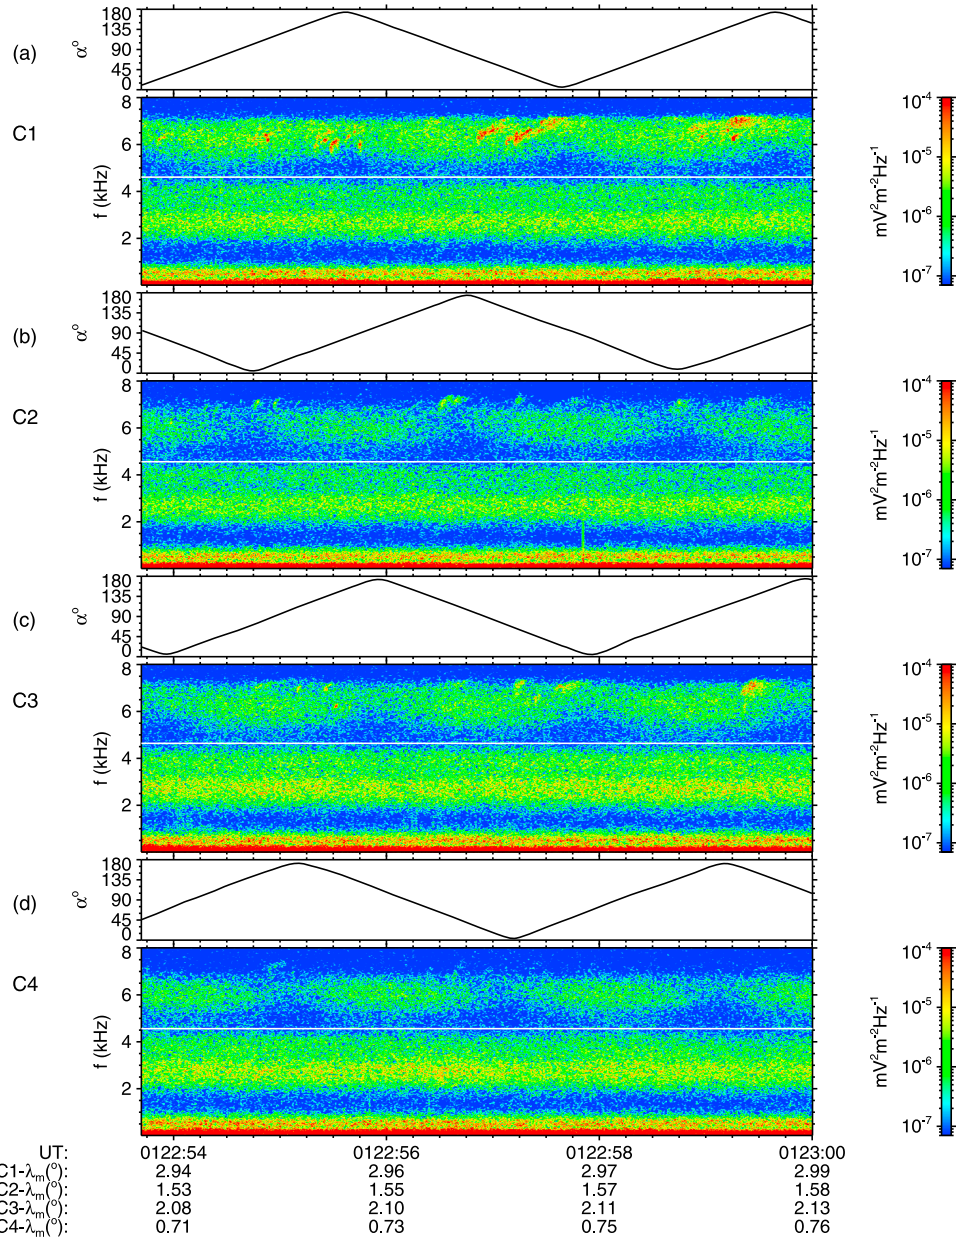 (a)
α°
180
135
90
45
0
C1
f (kHz)
8
6
4
2
10⁻⁴
10⁻⁵
10⁻⁶
10⁻⁷
mV²m⁻²Hz⁻¹
(b)
α°
180
135
90
45
0
C2
f (kHz)
8
6
4
2
10⁻⁴
10⁻⁵
10⁻⁶
10⁻⁷
mV²m⁻²Hz⁻¹
(c)
α°
180
135
90
45
0
C3
f (kHz)
8
6
4
2
10⁻⁴
10⁻⁵
10⁻⁶
10⁻⁷
mV²m⁻²Hz⁻¹
(d)
α°
180
135
90
45
0
C4
f (kHz)
8
6
4
2
10⁻⁴
10⁻⁵
10⁻⁶
10⁻⁷
mV²m⁻²Hz⁻¹
UT: 0122:54 0122:56 0122:58 0123:00
C1-λₘ(°): 2.94 2.96 2.97 2.99
C2-λₘ(°): 1.53 1.55 1.57 1.58
C3-λₘ(°): 2.08 2.10 2.11 2.13
C4-λₘ(°): 0.71 0.73 0.75 0.76